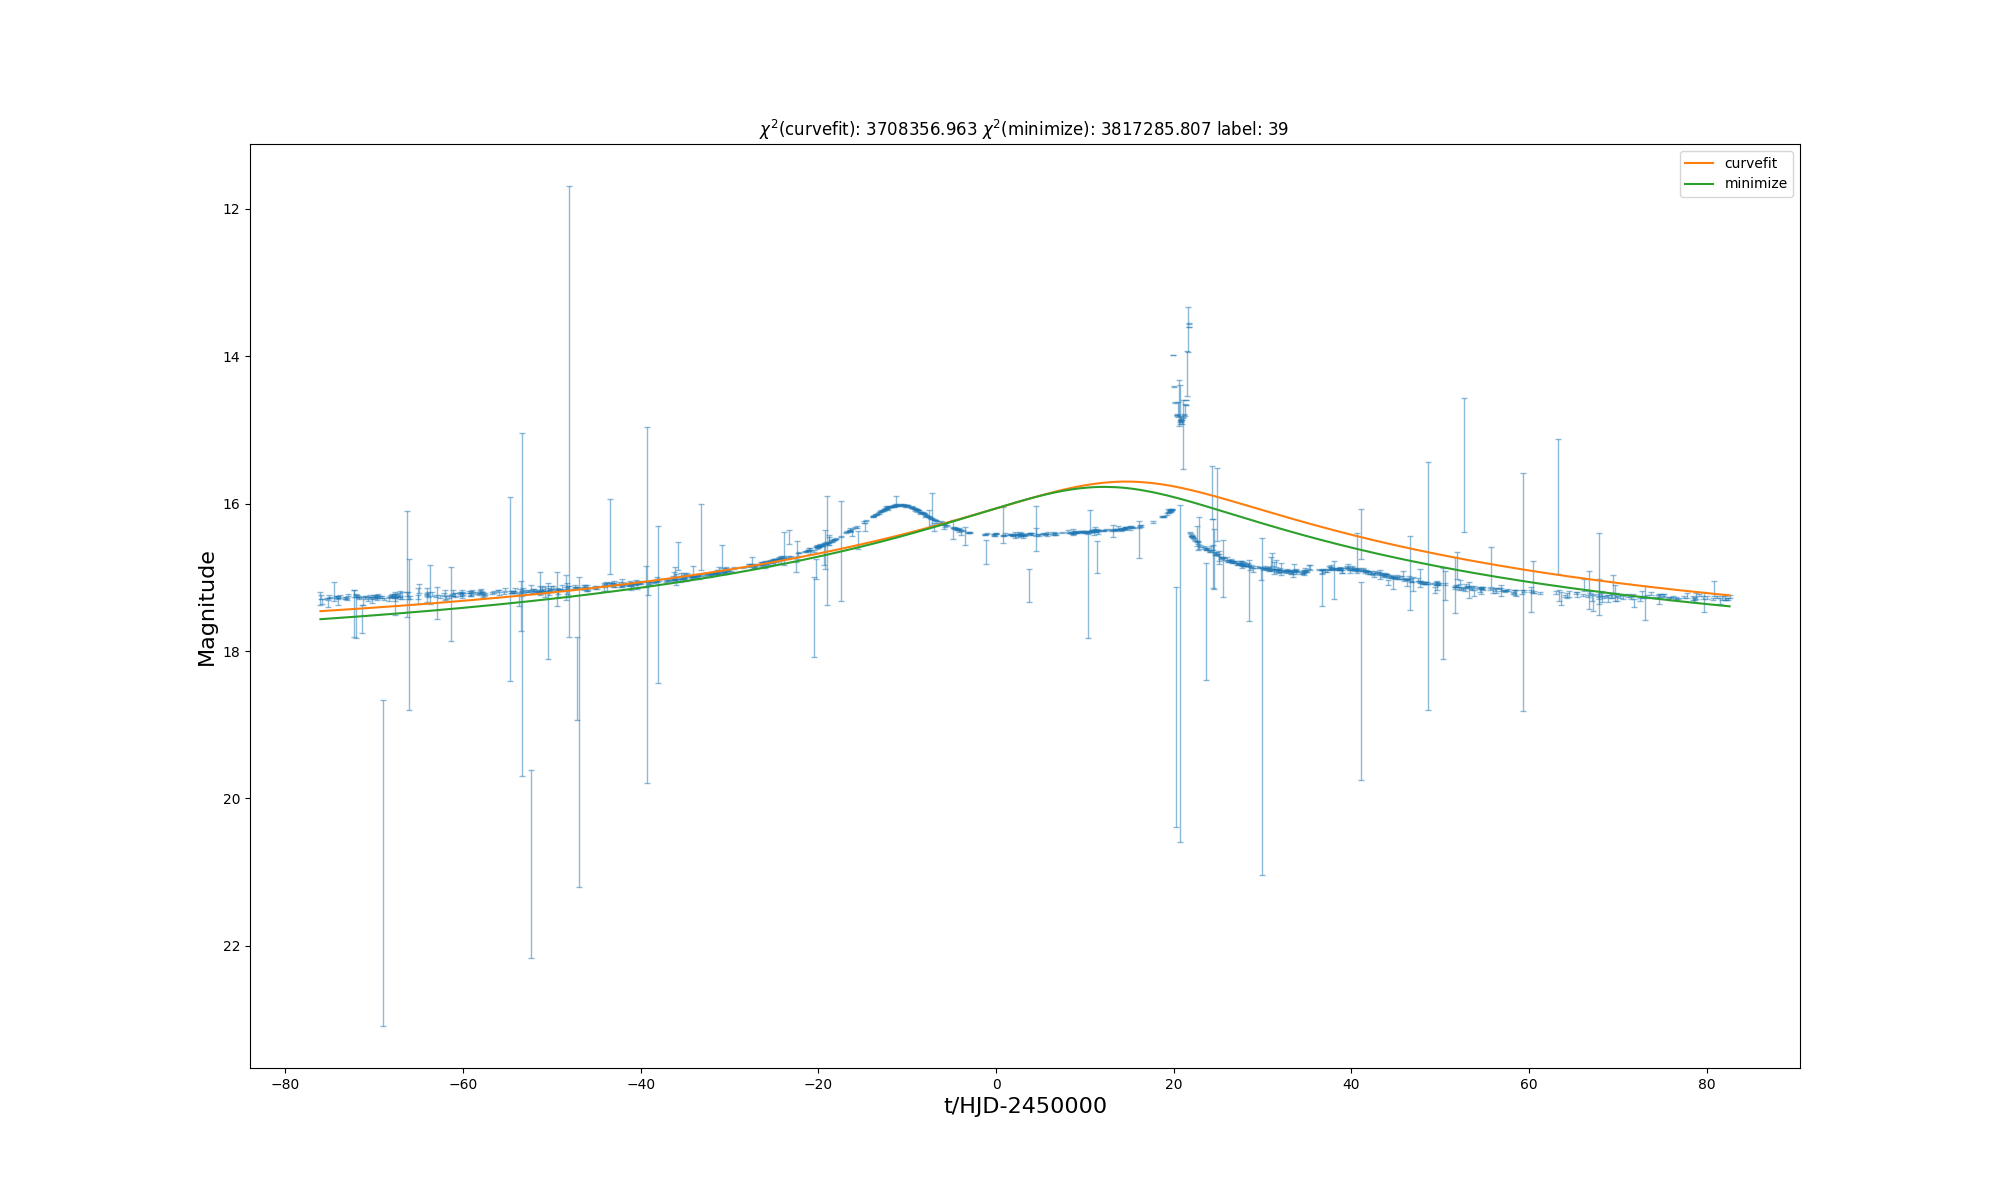 χ²(curvefit): 3708356.963 χ²(minimize): 3817285.807 label: 39
curvefit
minimize
12
14
16
18
20
22
Magnitude
−80 −60 −40 −20 0 20 40 60 80
t/HJD-2450000